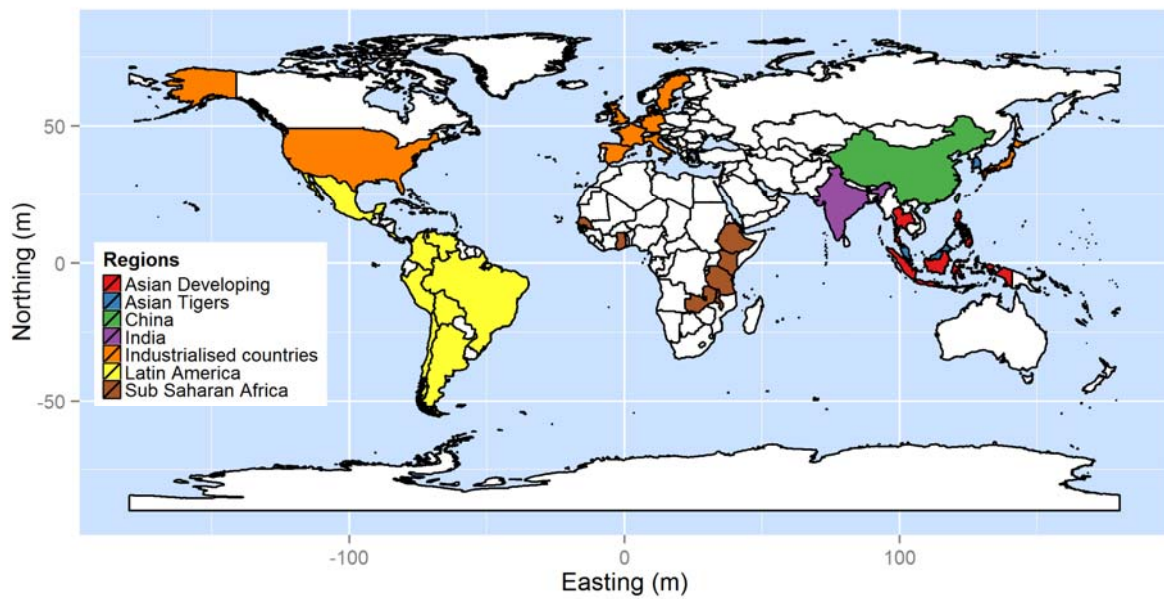 50
0
-50
Northing (m)
Regions
Asian Developing
Asian Tigers
China
India
Industrialised countries
Latin America
Sub Saharan Africa
-100
0
100
Easting (m)